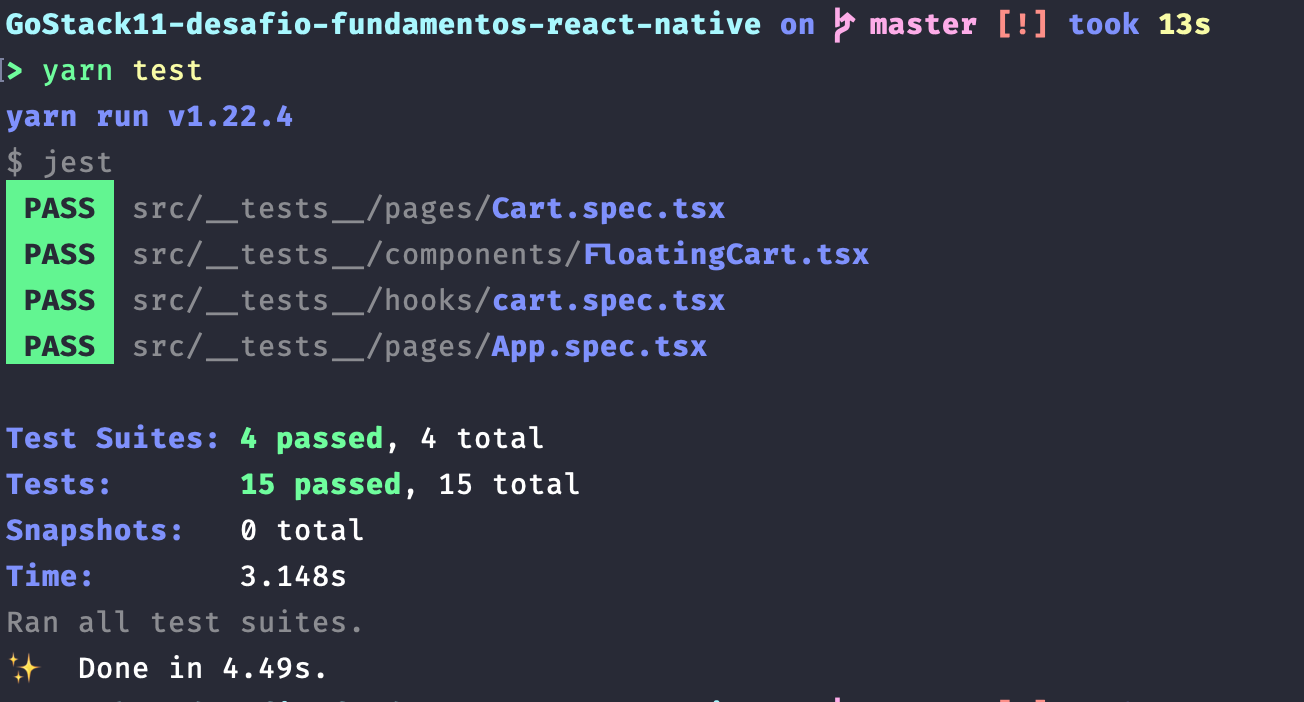 GoStack11-desafio-fundamentos-react-native on master [!] took 13s
> yarn test
yarn run v1.22.4
$ jest
PASS src/__tests__/pages/Cart.spec.tsx
PASS src/__tests__/components/FloatingCart.tsx
PASS src/__tests__/hooks/cart.spec.tsx
PASS src/__tests__/pages/App.spec.tsx
Test Suites: 4 passed, 4 total
Tests: 15 passed, 15 total
Snapshots: 0 total
Time: 3.148s
Ran all test suites.
✨ Done in 4.49s.